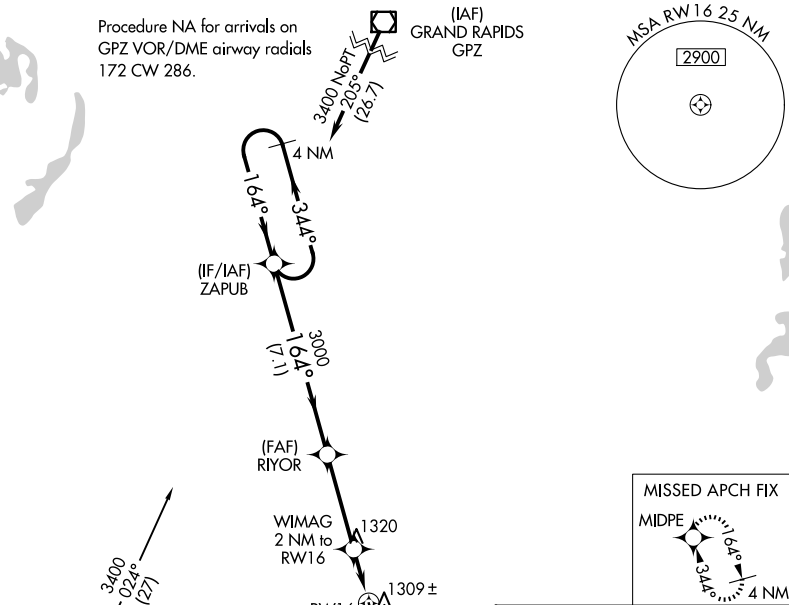 Procedure NA for arrivals on
GPZ VOR/DME airway radials
172 CW 286.
(IAF)
GRAND RAPIDS
GPZ
3400 NoPT
205°
(26.7)
MSA RW16 25 NM
2900
4 NM
164°
344°
(IF/IAF)
ZAPUB
3000
164°
(7.1)
(FAF)
RIYOR
WIMAG
2 NM to
RW16
1320
1309 ±
3400
024°
(27)
MISSED APCH FIX
MIDPE
164°
344°
4 NM